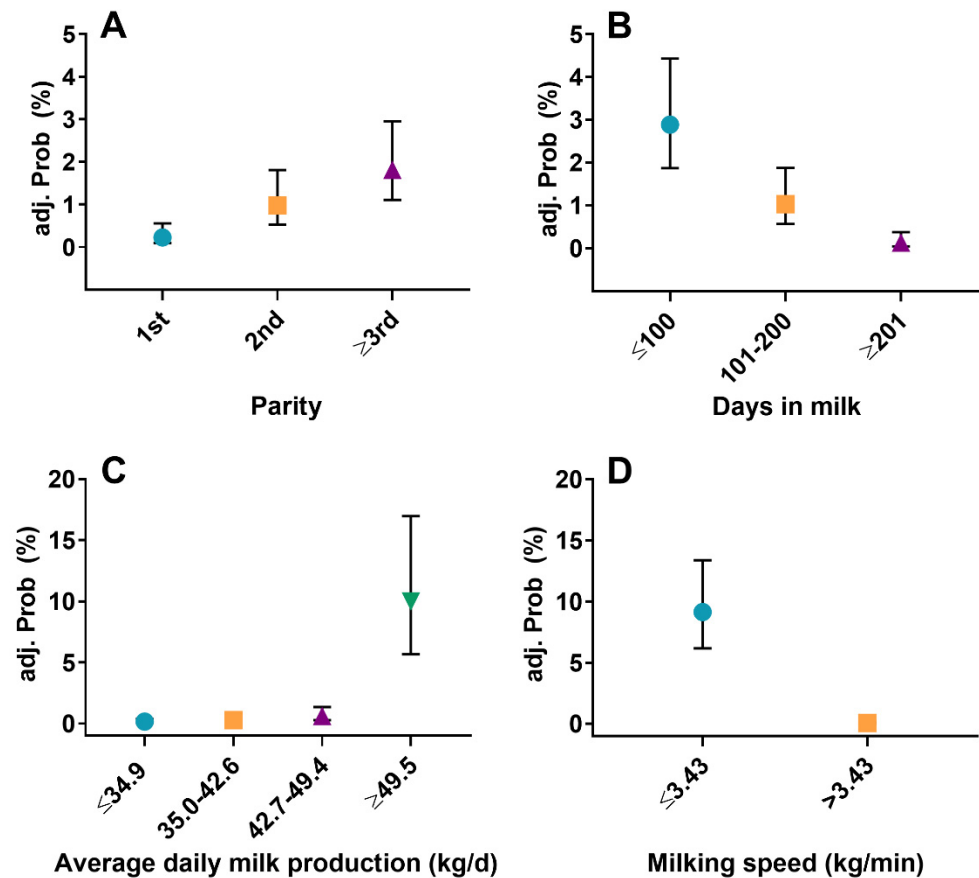 A
adj. Prob (%)
5
4
3
2
1
0
1st
2nd
≥3rd
Parity
B
adj. Prob (%)
5
4
3
2
1
0
≤100
101-200
≥201
Days in milk
C
adj. Prob (%)
20
15
10
5
0
≤34.9
35.0-42.6
42.7-49.4
≥49.5
Average daily milk production (kg/d)
D
adj. Prob (%)
20
15
10
5
0
≤3.43
>3.43
Milking speed (kg/min)